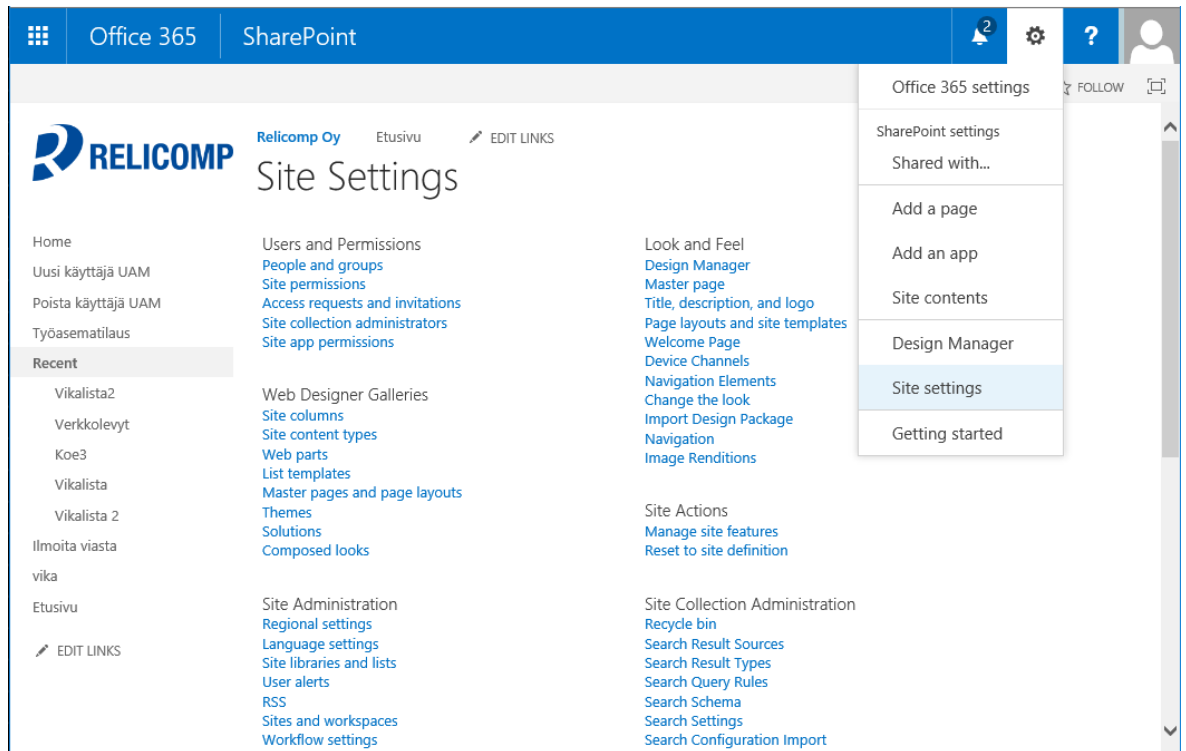 Office 365
SharePoint
2
?
Office 365 settings
SharePoint settings
Shared with...
Add a page
Add an app
Site contents
Design Manager
Site settings
Getting started
FOLLOW
RELICOMP
Relicomp Oy
Etusivu
EDIT LINKS
Site Settings
Home
Uusi käyttäjä UAM
Poista käyttäjä UAM
Työasematilaus
Recent
Vikalista2
Verkkolevyt
Koe3
Vikalista
Vikalista 2
Ilmoita viasta
vika
Etusivu
EDIT LINKS
Users and Permissions
People and groups
Site permissions
Access requests and invitations
Site collection administrators
Site app permissions
Web Designer Galleries
Site columns
Site content types
Web parts
List templates
Master pages and page layouts
Themes
Solutions
Composed looks
Site Administration
Regional settings
Language settings
Site libraries and lists
User alerts
RSS
Sites and workspaces
Workflow settings
Look and Feel
Design Manager
Master page
Title, description, and logo
Page layouts and site templates
Welcome Page
Device Channels
Navigation Elements
Change the look
Import Design Package
Navigation
Image Renditions
Site Actions
Manage site features
Reset to site definition
Site Collection Administration
Recycle bin
Search Result Sources
Search Result Types
Search Query Rules
Search Schema
Search Settings
Search Configuration Import